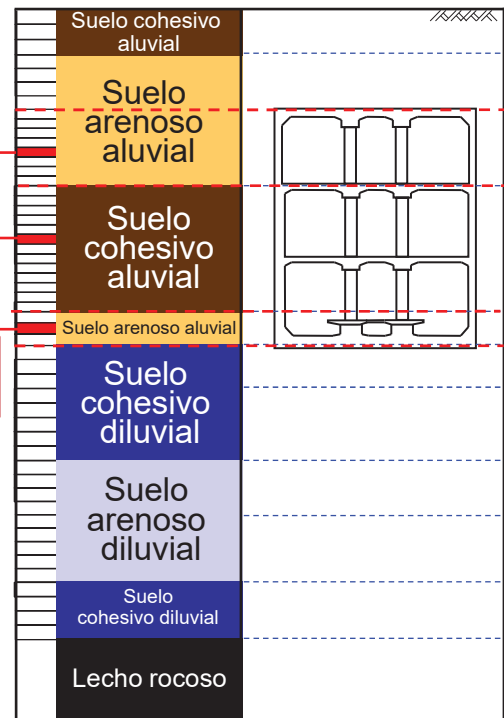 Suelo cohesivo
aluvial
Suelo
arenoso
aluvial
Suelo
cohesivo
aluvial
Suelo arenoso aluvial
Suelo
cohesivo
diluvial
Suelo
arenoso
diluvial
Suelo
cohesivo diluvial
Lecho rocoso